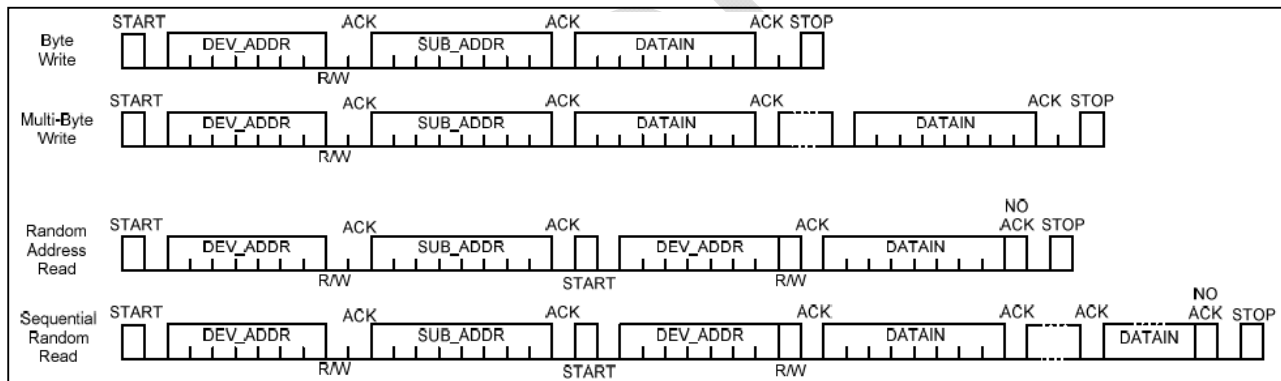 START ACK ACK ACK STOP
Byte Write DEV_ADDR SUB_ADDR DATAIN
R/W
START ACK ACK ACK ACK STOP
Multi-Byte Write DEV_ADDR SUB_ADDR DATAIN DATAIN
R/W
START ACK ACK ACK NO ACK STOP
Random Address Read DEV_ADDR SUB_ADDR DEV_ADDR DATAIN
R/W START R/W
START ACK ACK ACK ACK ACK NO ACK STOP
Sequential Random Read DEV_ADDR SUB_ADDR DEV_ADDR DATAIN DATAIN
R/W START R/W